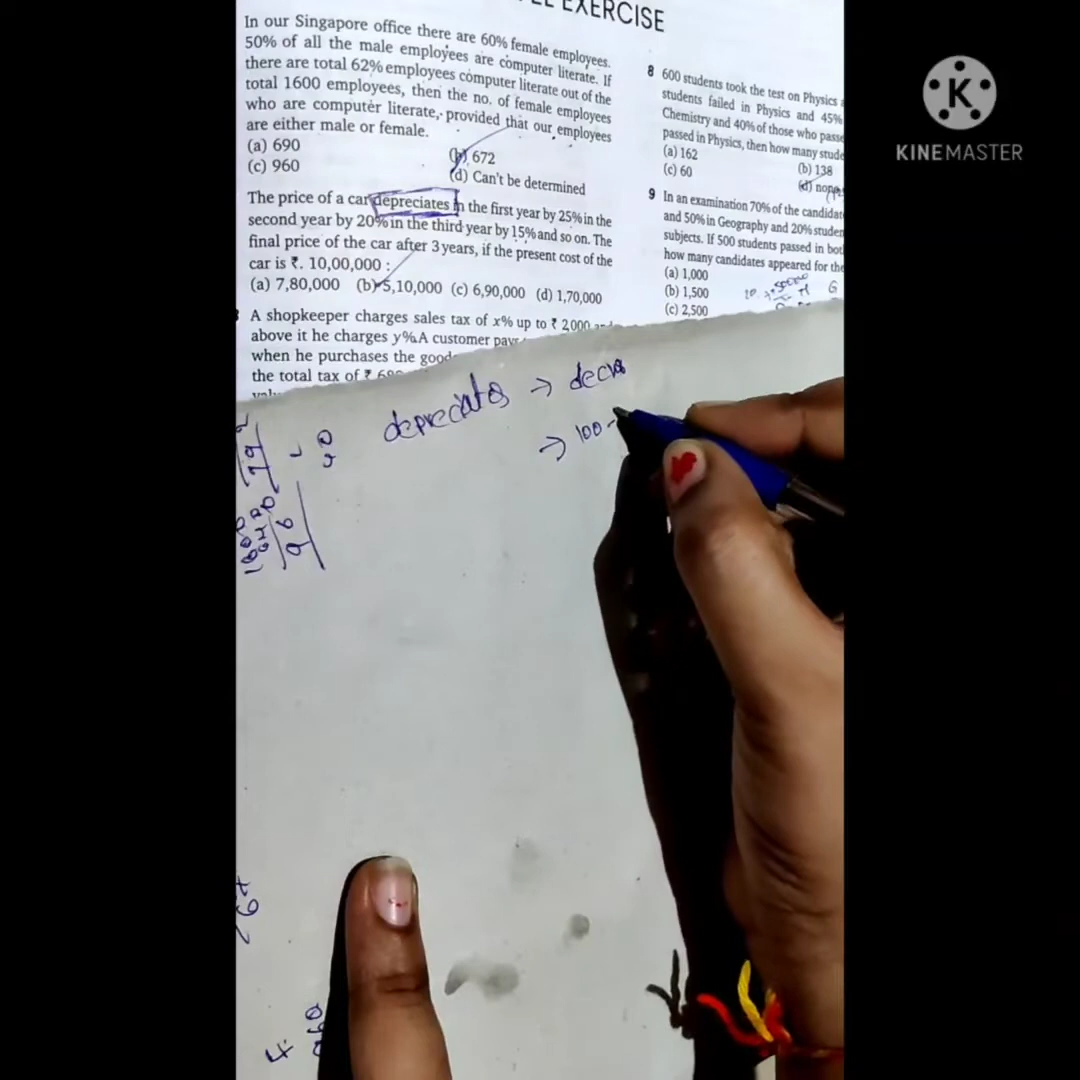 EXERCISE
In our Singapore office there are 60% female employees.
50% of all the male employees are computer literate. If
there are total 62% employees computer literate out of the
total 1600 employees, then the no. of female employees
who are computer literate, provided that our employees
are either male or female.
(a) 690
(b) 672
(c) 960
(d) Can't be determined
The price of a car depreciates in the first year by 25% in the
second year by 20% in the third year by 15% and so on. The
final price of the car after 3 years, if the present cost of the
car is ₹. 10,00,000 :
(a) 7,80,000 (b) 5,10,000 (c) 6,90,000 (d) 1,70,000
A shopkeeper charges sales tax of x% up to ₹ 2000
above it he charges y%. A customer pays
when he purchases the good
the total tax of ₹
8 600 students took the test on Physics
students failed in Physics and 45%
Chemistry and 40% of those who passe
passed in Physics, then how many stude
(a) 162
(b) 138
(c) 60
(d) none
9 In an examination 70% of the candidat
and 50% in Geography and 20% studen
subjects. If 500 students passed in bot
how many candidates appeared for the
(a) 1,000
(b) 1,500
(c) 2,500
depreciates → decre
→ 100 -
K
KINEMASTER